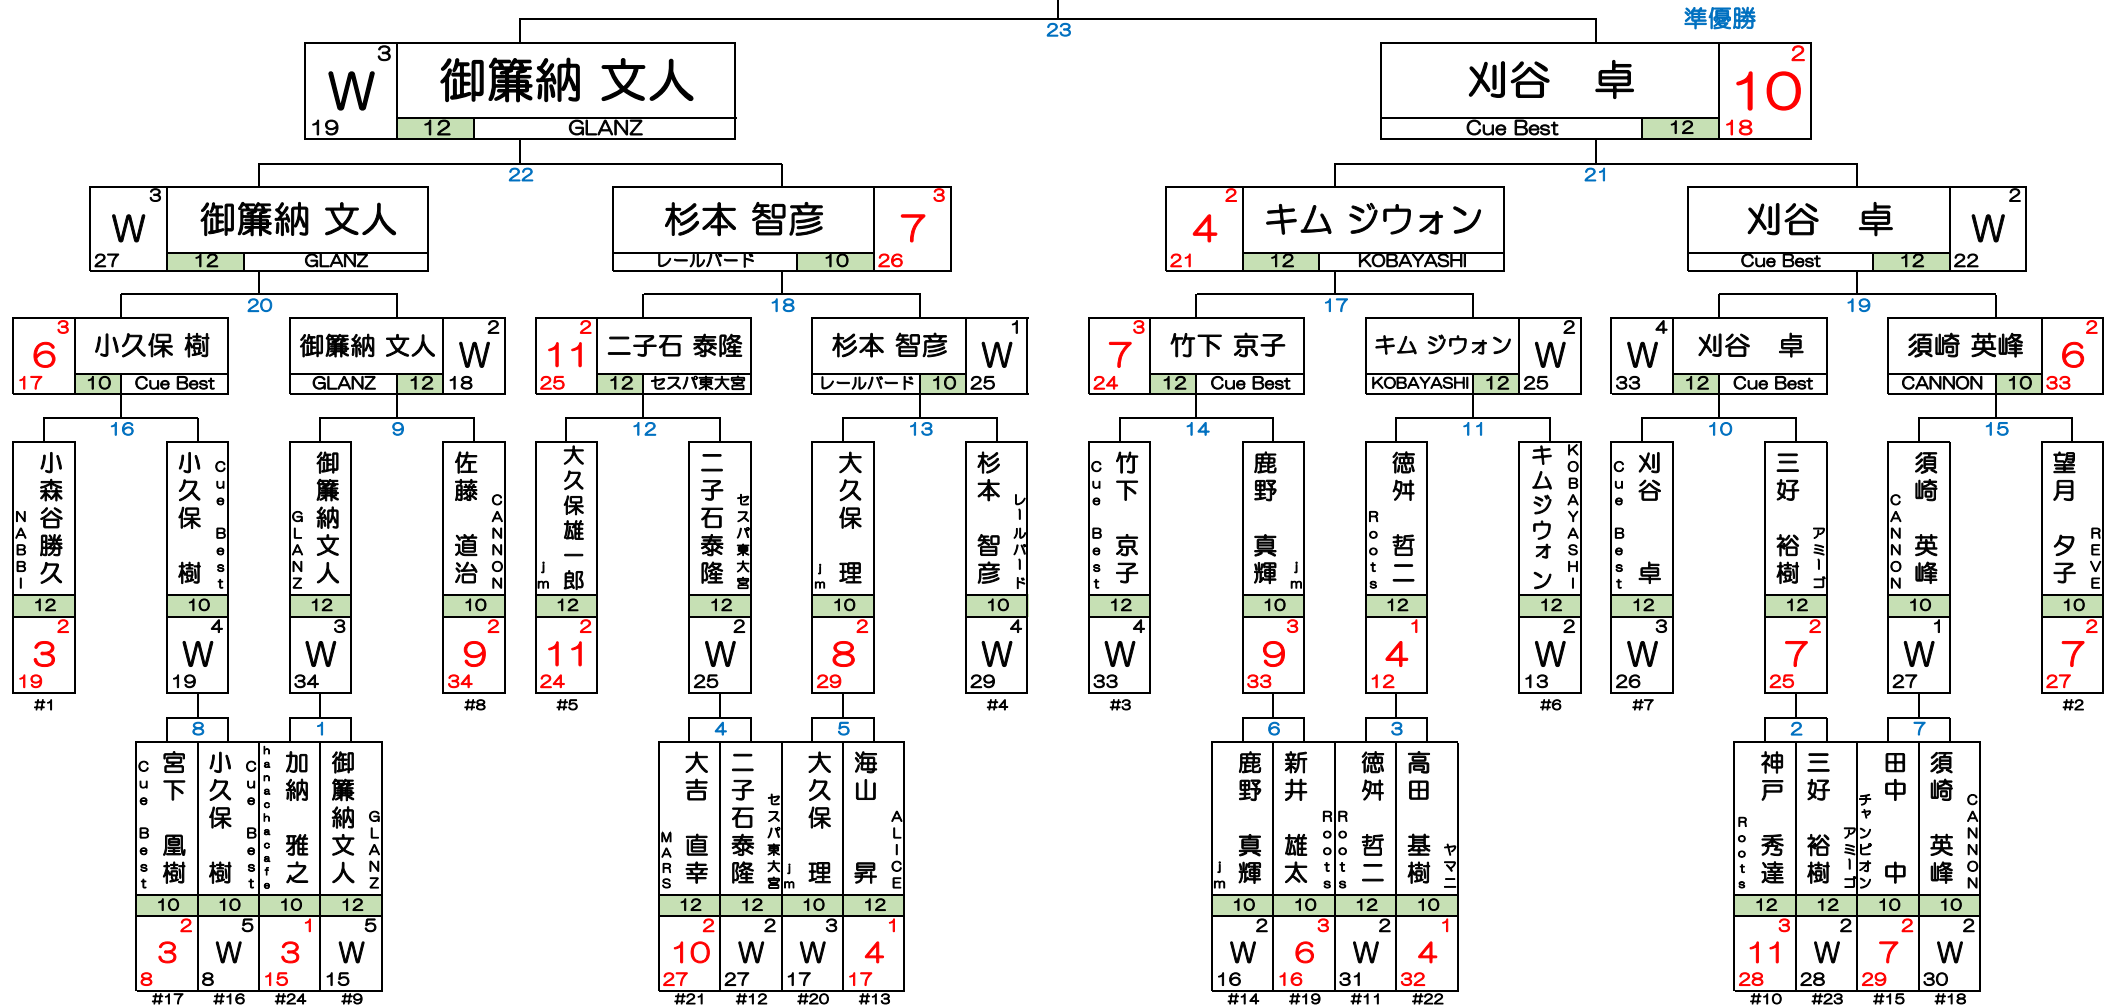 23
準優勝
3
W
19
御簾納 文人
12
GLANZ
刈谷　卓
Cue Best
12
2
10
18
22
21
3
W
27
御簾納 文人
12
GLANZ
杉本 智彦
レールバード
10
3
7
26
2
4
21
キム ジウォン
12
KOBAYASHI
刈谷　卓
Cue Best
12
2
W
22
20
18
17
19
3
6
17
小久保 樹
10
Cue Best
御簾納 文人
GLANZ
12
2
W
18
2
11
25
二子石 泰隆
12
セスパ東大宮
杉本 智彦
レールバード
10
1
W
25
3
7
24
竹下 京子
12
Cue Best
キム ジウォン
KOBAYASHI
12
2
W
25
4
W
33
刈谷　卓
12
Cue Best
須崎 英峰
CANNON
10
2
6
33
16
9
12
13
14
11
10
15
小森谷勝久
NABBI
12
2
3
19
#1
小久保 樹
Cue Best
10
4
W
19
御簾納文人
GLANZ
12
3
W
34
佐藤 道治
CANNON
10
2
9
34
#8
大久保雄一郎
jm
12
2
11
24
#5
二子石泰隆
セスパ東大宮
12
2
W
25
大久保 理
jm
10
2
8
29
杉本 智彦
レールバード
10
4
W
29
#4
竹下 京子
Cue Best
12
4
W
33
#3
鹿野 真輝
jm
10
3
9
33
徳舛 哲二
Roots
12
1
4
12
キムジウォン
KOBAYASHI
12
2
W
13
#6
刈谷 卓
Cue Best
12
3
W
26
#7
三好 裕樹
アミーゴ
12
2
7
25
須崎 英峰
CANNON
10
1
W
27
望月 夕子
REVE
10
2
7
27
#2
8
1
4
5
6
3
2
7
宮下 凰樹
Cue Best
10
2
3
8
#17
小久保 樹
Cue Best
10
5
W
8
#16
加納 雅之
hanachacafe
10
1
3
15
#24
御簾納文人
GLANZ
12
5
W
15
#9
大吉 直幸
MARS
12
2
10
27
#21
二子石泰隆
セスパ東大宮
12
2
W
27
#12
大久保 理
jm
10
3
W
17
#20
海山 昇
ALICE
12
1
4
17
#13
鹿野 真輝
jm
10
2
W
16
#14
新井 雄太
Roots
10
3
6
16
#19
徳舛 哲二
Roots
12
2
W
31
#11
高田 基樹
ヤマニ
10
1
4
32
#22
神戸 秀達
Roots
12
3
11
28
#10
三好 裕樹
アミーゴ
12
2
W
28
#23
田中 中
チャンピオン
10
2
7
29
#15
須崎 英峰
CANNON
10
2
W
30
#18